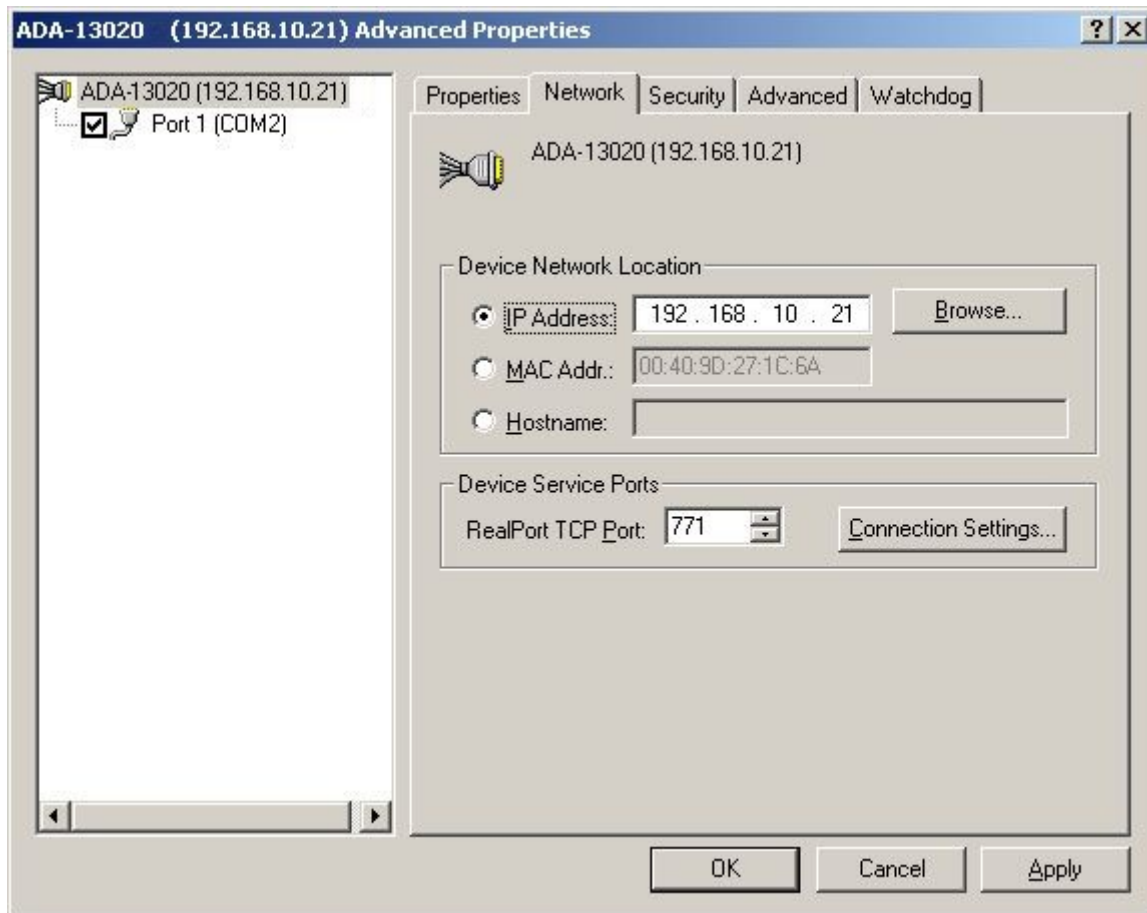 ADA-13020 (192.168.10.21) Advanced Properties
ADA-13020 (192.168.10.21)
Port 1 (COM2)
Properties Network Security Advanced Watchdog
ADA-13020 (192.168.10.21)
Device Network Location
IP Address: 192 . 168 . 10 . 21 Browse...
MAC Addr.: 00:40:9D:27:1C:6A
Hostname:
Device Service Ports
RealPort TCP Port: 771 Connection Settings...
OK Cancel Apply